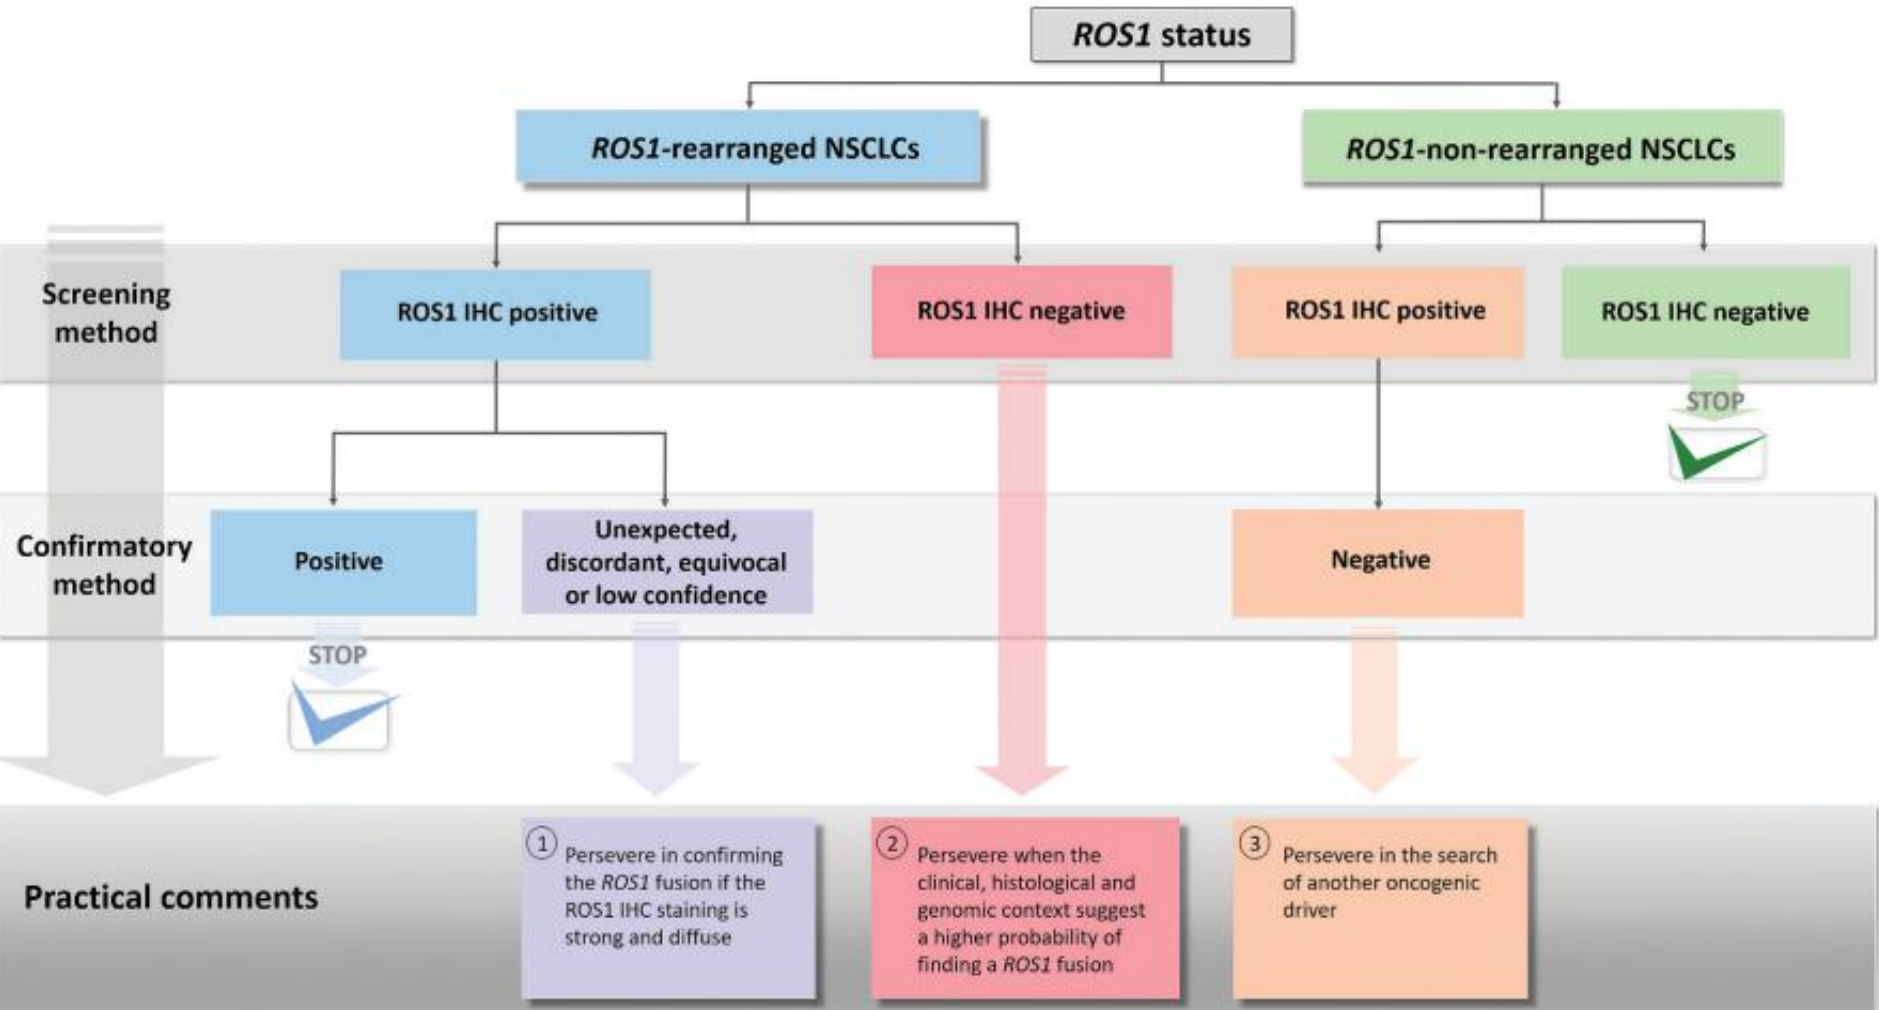 ROS1 status
ROS1-rearranged NSCLCs
ROS1-non-rearranged NSCLCs
Screening
method
ROS1 IHC positive
ROS1 IHC negative
ROS1 IHC positive
ROS1 IHC negative
STOP
Confirmatory
method
Positive
Unexpected,
discordant, equivocal
or low confidence
Negative
STOP
Practical comments
1 Persevere in confirming
the ROS1 fusion if the
ROS1 IHC staining is
strong and diffuse
2 Persevere when the
clinical, histological and
genomic context suggest
a higher probability of
finding a ROS1 fusion
3 Persevere in the search
of another oncogenic
driver